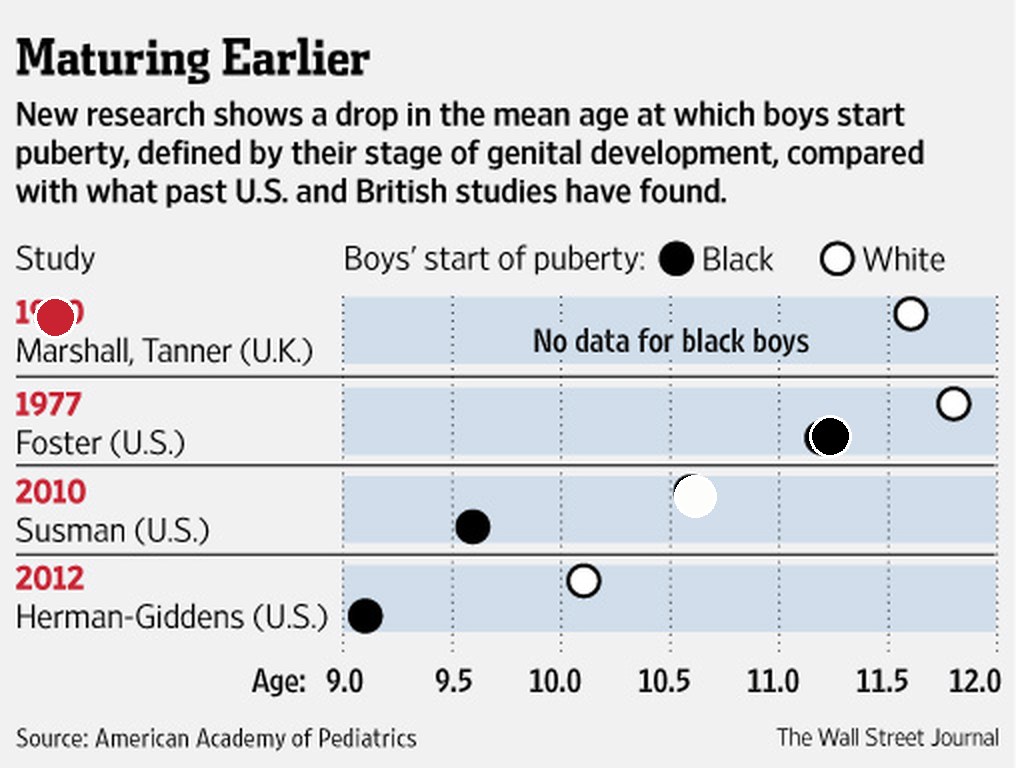 Maturing Earlier
New research shows a drop in the mean age at which boys start
puberty, defined by their stage of genital development, compared
with what past U.S. and British studies have found.
Study
Boys' start of puberty: Black White
Marshall, Tanner (U.K.)
No data for black boys
1977
Foster (U.S.)
2010
Susman (U.S.)
2012
Herman-Giddens (U.S.)
Age: 9.0 9.5 10.0 10.5 11.0 11.5 12.0
Source: American Academy of Pediatrics
The Wall Street Journal